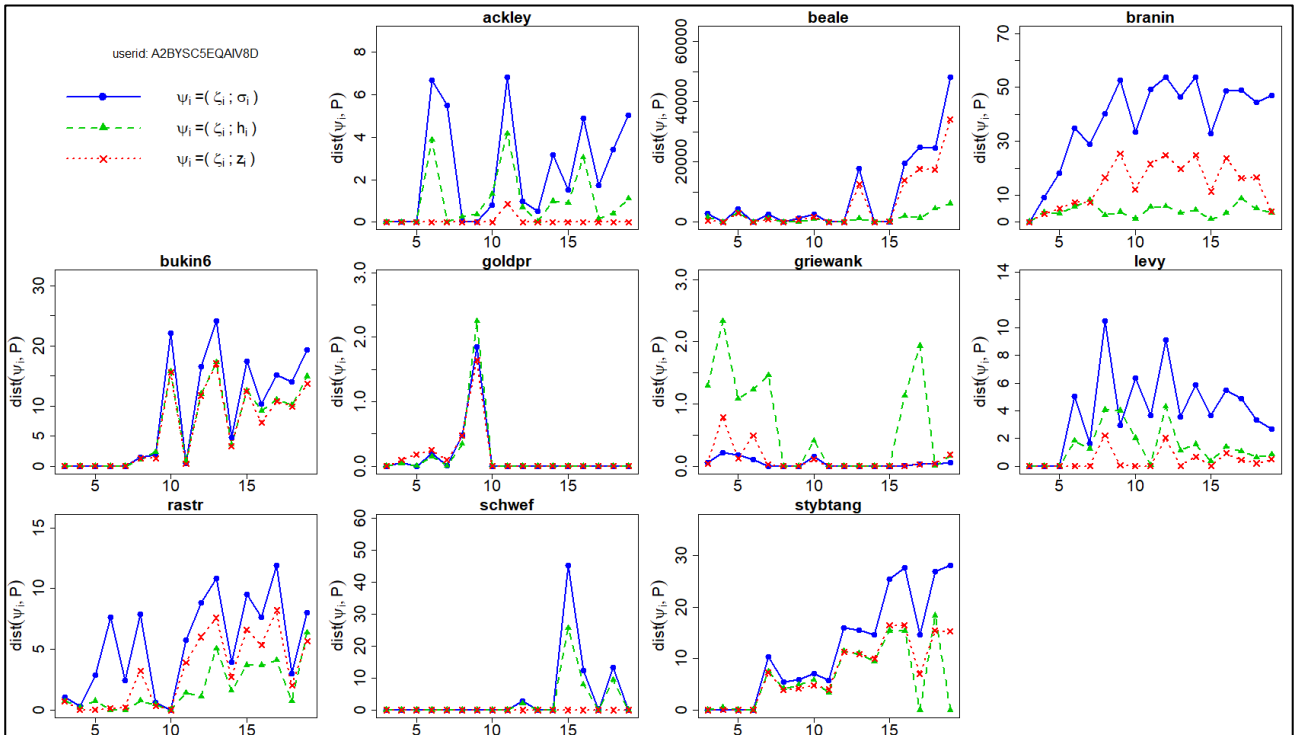 userid: A2BYSC5EQAIV8D
ψi =( ζi ; σi )
ψi =( ζi ; hi )
ψi =( ζi ; zi )
ackley
dist(ψi, P)
0 2 4 6 8
5 10 15
beale
dist(ψi, P)
0 20000 40000 60000
5 10 15
branin
dist(ψi, P)
0 10 30 50 70
5 10 15
bukin6
dist(ψi, P)
0 5 10 20 30
5 10 15
goldpr
dist(ψi, P)
0.0 1.0 2.0 3.0
5 10 15
griewank
dist(ψi, P)
0.0 1.0 2.0 3.0
5 10 15
levy
dist(ψi, P)
0 2 4 6 8 10 14
5 10 15
rastr
dist(ψi, P)
0 5 10 15
5 10 15
schwef
dist(ψi, P)
0 10 20 30 40 50 60
5 10 15
stybtang
dist(ψi, P)
0 10 20 30
5 10 15